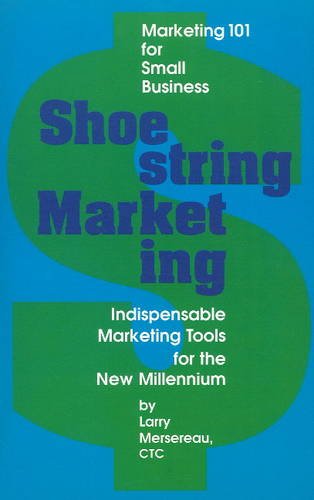 Marketing 101
for
Small
Business
Shoe
string
Market
ing
Indispensable
Marketing Tools
for the
New Millennium
by
Larry
Mersereau,
CTC